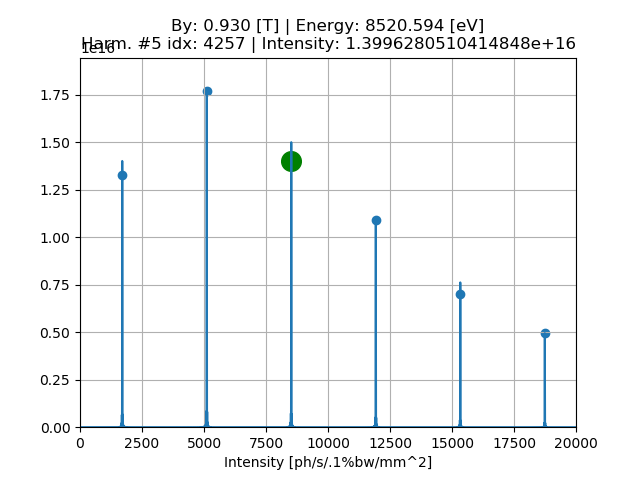 By: 0.930 [T] | Energy: 8520.594 [eV]
Harm. #5 idx: 4257 | Intensity: 1.3996280510414848e+16
1e16
1.75
1.50
1.25
1.00
0.75
0.50
0.25
0.00
0 2500 5000 7500 10000 12500 15000 17500 20000
Intensity [ph/s/.1%bw/mm^2]